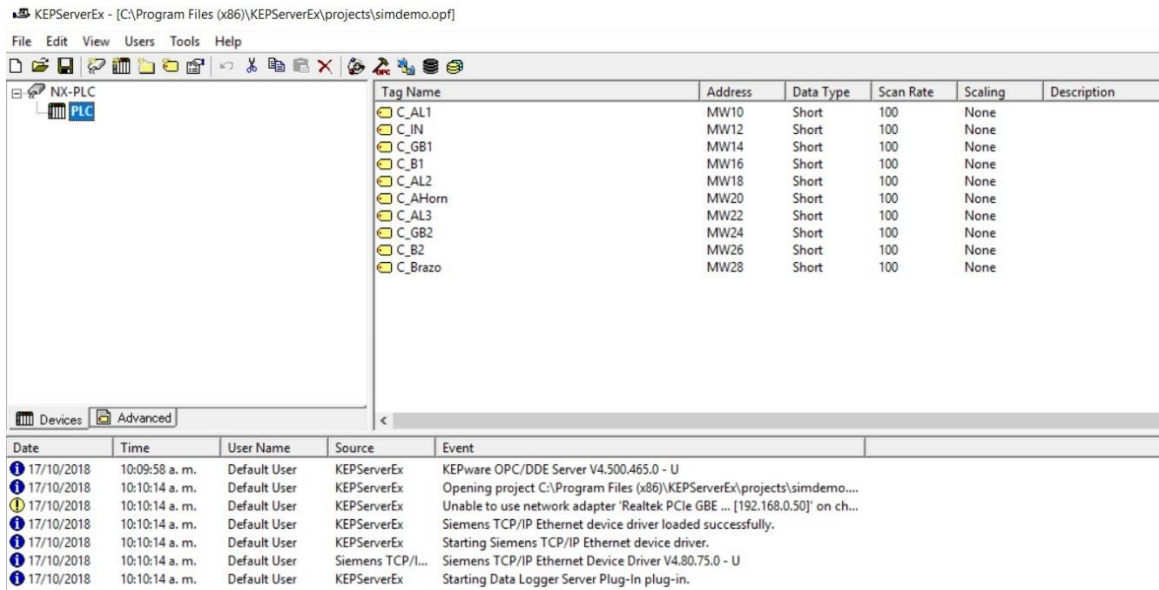 KEPServerEx - [C:\Program Files (x86)\KEPServerEx\projects\simdemo.opf]
File Edit View Users Tools Help
NX-PLC
PLC
Tag Name Address Data Type Scan Rate Scaling Description
C_AL1 MW10 Short 100 None
C_IN MW12 Short 100 None
C_GB1 MW14 Short 100 None
C_B1 MW16 Short 100 None
C_AL2 MW18 Short 100 None
C_AHorn MW20 Short 100 None
C_AL3 MW22 Short 100 None
C_GB2 MW24 Short 100 None
C_B2 MW26 Short 100 None
C_Brazo MW28 Short 100 None
Devices Advanced
Date Time User Name Source Event
17/10/2018 10:09:58 a. m. Default User KEPServerEx KEPware OPC/DDE Server V4.500.465.0 - U
17/10/2018 10:10:14 a. m. Default User KEPServerEx Opening project C:\Program Files (x86)\KEPServerEx\projects\simdemo....
17/10/2018 10:10:14 a. m. Default User KEPServerEx Unable to use network adapter 'Realtek PCIe GBE ... [192.168.0.50]' on ch...
17/10/2018 10:10:14 a. m. Default User KEPServerEx Siemens TCP/IP Ethernet device driver loaded successfully.
17/10/2018 10:10:14 a. m. Default User KEPServerEx Starting Siemens TCP/IP Ethernet device driver.
17/10/2018 10:10:14 a. m. Default User Siemens TCP/I... Siemens TCP/IP Ethernet Device Driver V4.80.75.0 - U
17/10/2018 10:10:14 a. m. Default User KEPServerEx Starting Data Logger Server Plug-In plug-in.